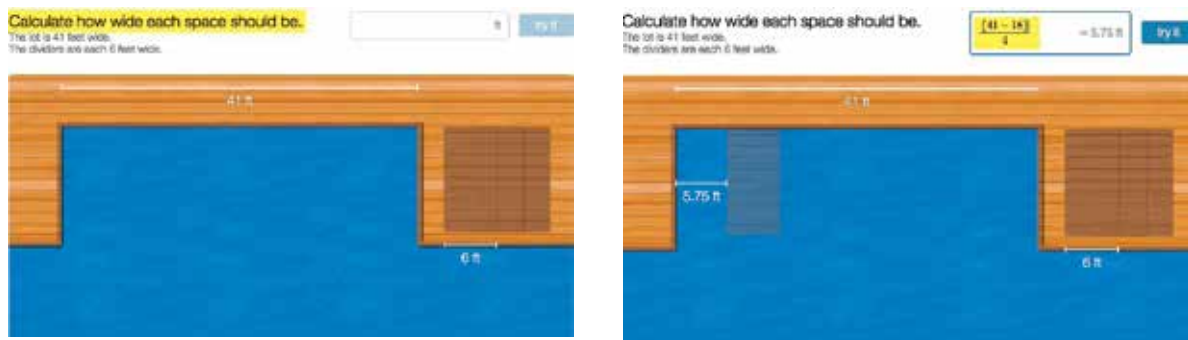 Calculate how wide each space should be.
The lot is 41 feet wide.
The dividers are each 6 feet wide.
ft
try it
41 ft
6 ft
Calculate how wide each space should be.
The lot is 41 feet wide.
The dividers are each 6 feet wide.
(41 - 18)
4
= 5.75 ft
try it
41 ft
5.75 ft
6 ft